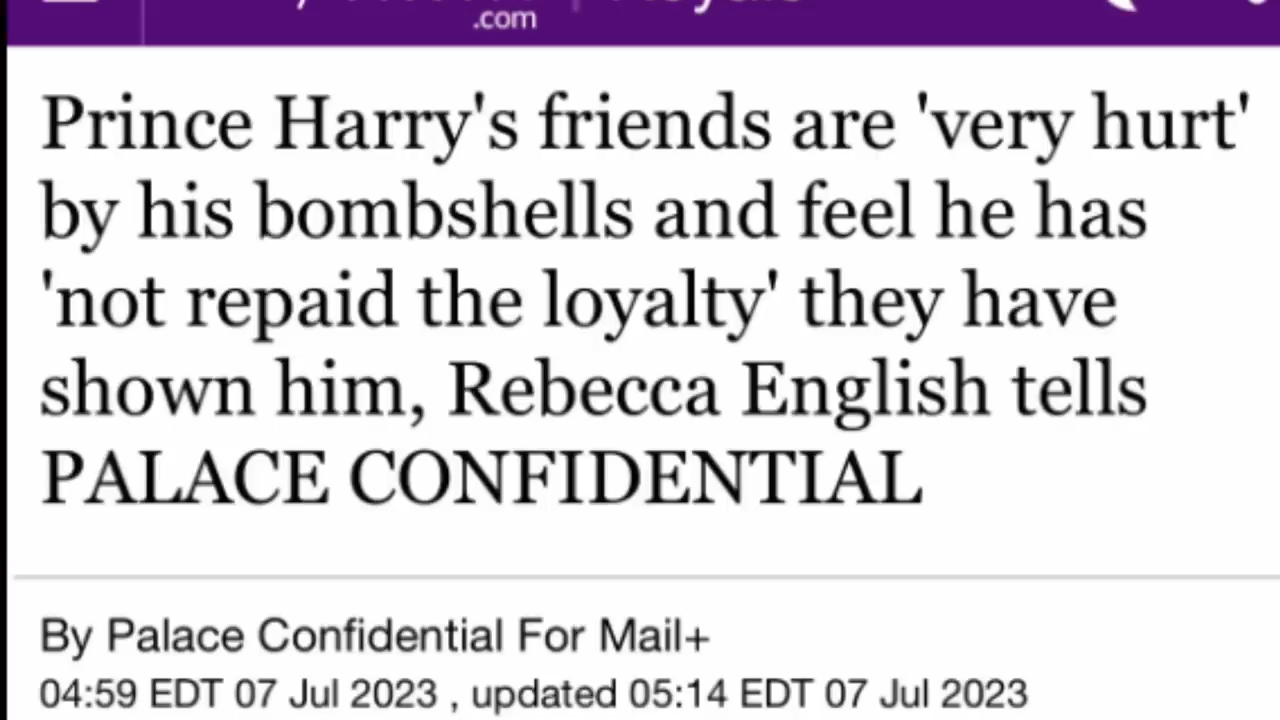 .com
Prince Harry's friends are 'very hurt'
by his bombshells and feel he has
'not repaid the loyalty' they have
shown him, Rebecca English tells
PALACE CONFIDENTIAL
By Palace Confidential For Mail+
04:59 EDT 07 Jul 2023 , updated 05:14 EDT 07 Jul 2023